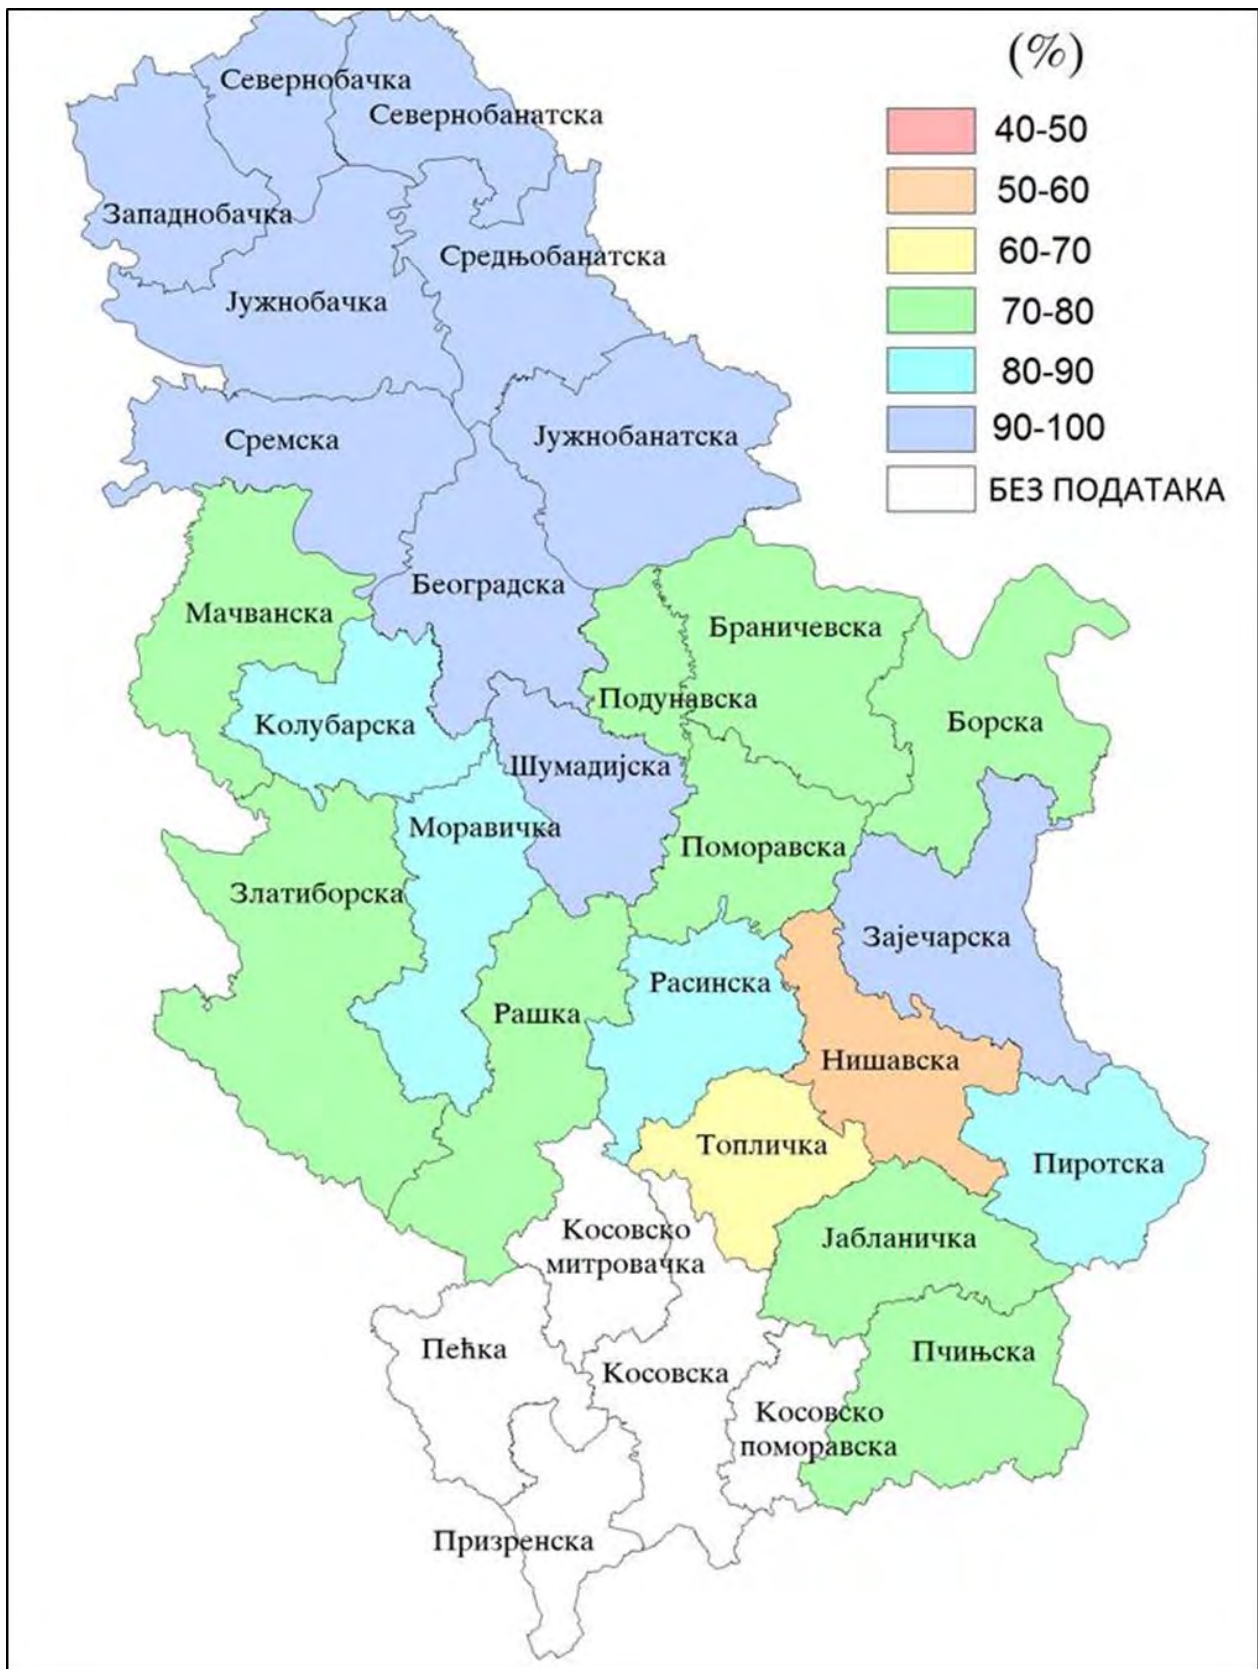 (%)
40-50
50-60
60-70
70-80
80-90
90-100
БЕЗ ПОДАТАКА
Севернобачка
Севернобанатска
Западнобачка
Средњобанатска
Јужнобачка
Сремска
Јужнобанатска
Београдска
Мачванска
Браничевска
Подунавска
Колубарска
Борска
Шумадијска
Моравичка
Поморавска
Златиборска
Зајечарска
Расинска
Рашка
Нишавска
Топличка
Пиротска
Косовско
митровачка
Јабланичка
Пећка
Пчињска
Косовска
Косовско
поморавска
Призренска